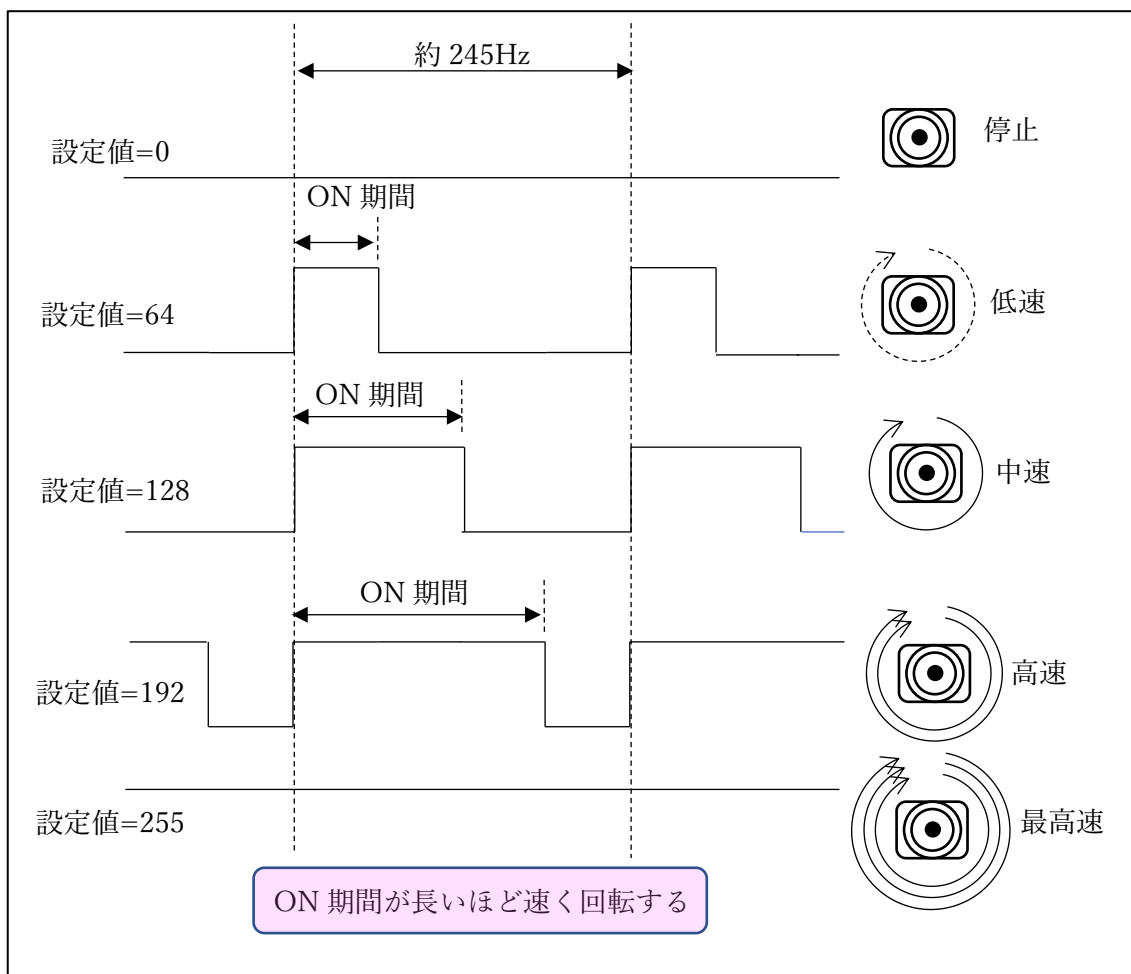 約 245Hz
設定値=0
停止
ON 期間
設定値=64
低速
ON 期間
設定値=128
中速
ON 期間
設定値=192
高速
設定値=255
最高速
ON 期間が長いほど速く回転する